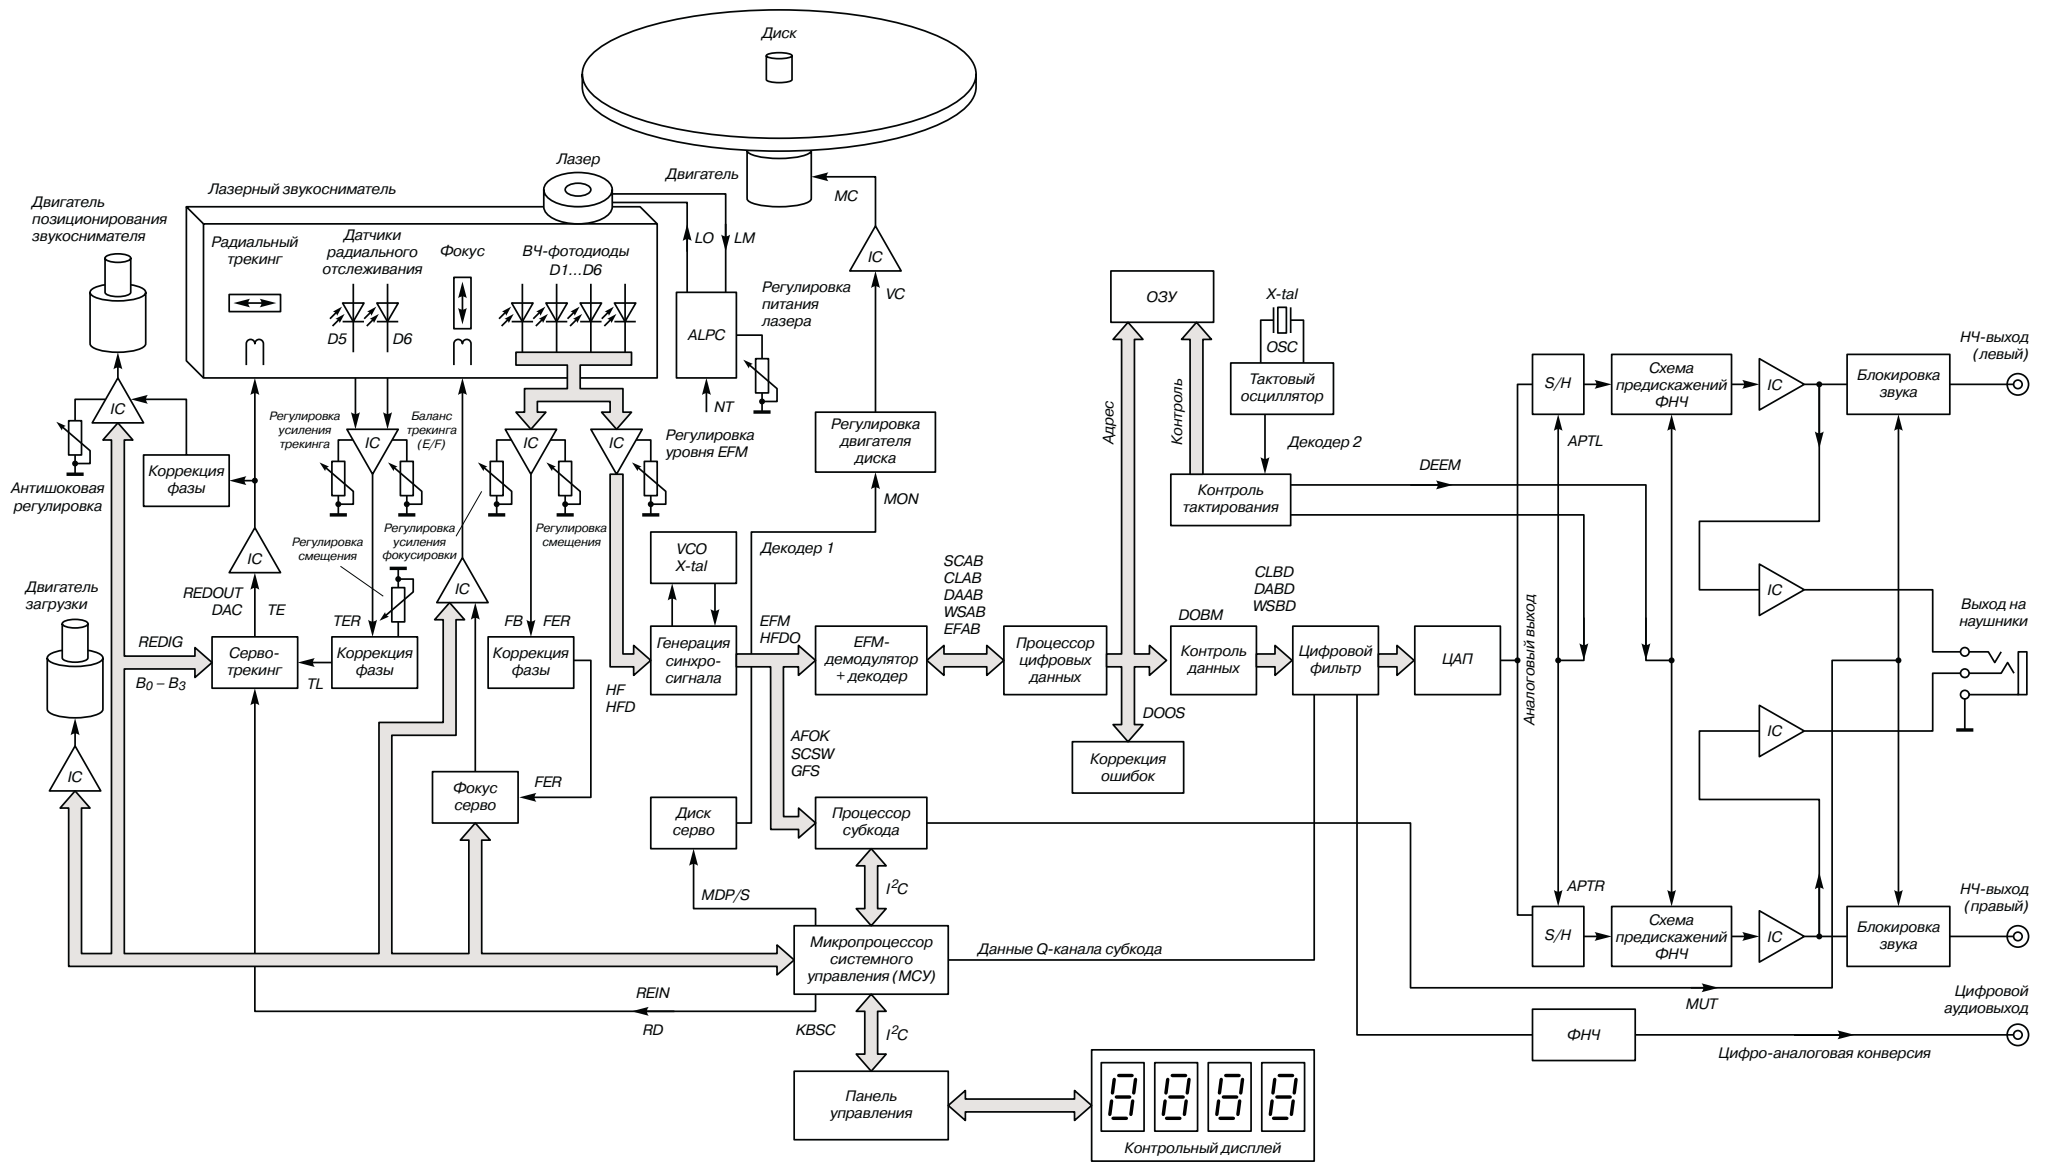 Диск
Лазер
Двигатель
MC
Лазерный звукосниматель
Двигатель
позиционирования
звукоснимателя
Радиальный
трекинг
Датчики
радиального
отслеживания
Фокус
ВЧ-фотодиоды
D1...D6
D5
D6
LO
LM
IC
VC
ALPC
Регулировка
питания
лазера
NT
ОЗУ
X-tal
OSC
Тактовый
осциллятор
Адрес
Контроль
Декодер 2
Контроль
тактирования
DEEM
S/H
Схема
предискажений
ФНЧ
IC
Блокировка
звука
НЧ-выход
(левый)
APTL
IC
Антишоковая
регулировка
Коррекция
фазы
Регулировка
усиления
трекинга
IC
Баланс
трекинга
(E/F)
IC
IC
Регулировка
уровня EFM
Регулировка
двигателя
диска
MON
Регулировка
смещения
Регулировка
усиления
фокусировки
Регулировка
смещения
IC
IC
VCO
X-tal
Декодер 1
Двигатель
загрузки
REDOUT
DAC
TE
TER
FB
FER
REDIG
B0 – B3
Серво-
трекинг
TL
Коррекция
фазы
Коррекция
фазы
HF
HFD
Генерация
синхро-
сигнала
EFM
HFDO
EFM-
демодулятор
+ декодер
SCAB
CLAB
DAAB
WSAB
EFAB
Процессор
цифровых
данных
DOBM
Контроль
данных
CLBD
DABD
WSBD
Цифровой
фильтр
ЦАП
Аналоговый выход
IC
IC
Выход на
наушники
DOOS
Коррекция
ошибок
AFOK
SCSW
GFS
IC
Фокус
серво
FER
Диск
серво
Процессор
субкода
I2C
MDP/S
Микропроцессор
системного
управления (МСУ)
Данные Q-канала субкода
REIN
RD
KBSC
I2C
Панель
управления
Контрольный дисплей
APTR
S/H
Схема
предискажений
ФНЧ
IC
Блокировка
звука
НЧ-выход
(правый)
MUT
ФНЧ
Цифровой
аудиовыход
Цифро-аналоговая конверсия
8888